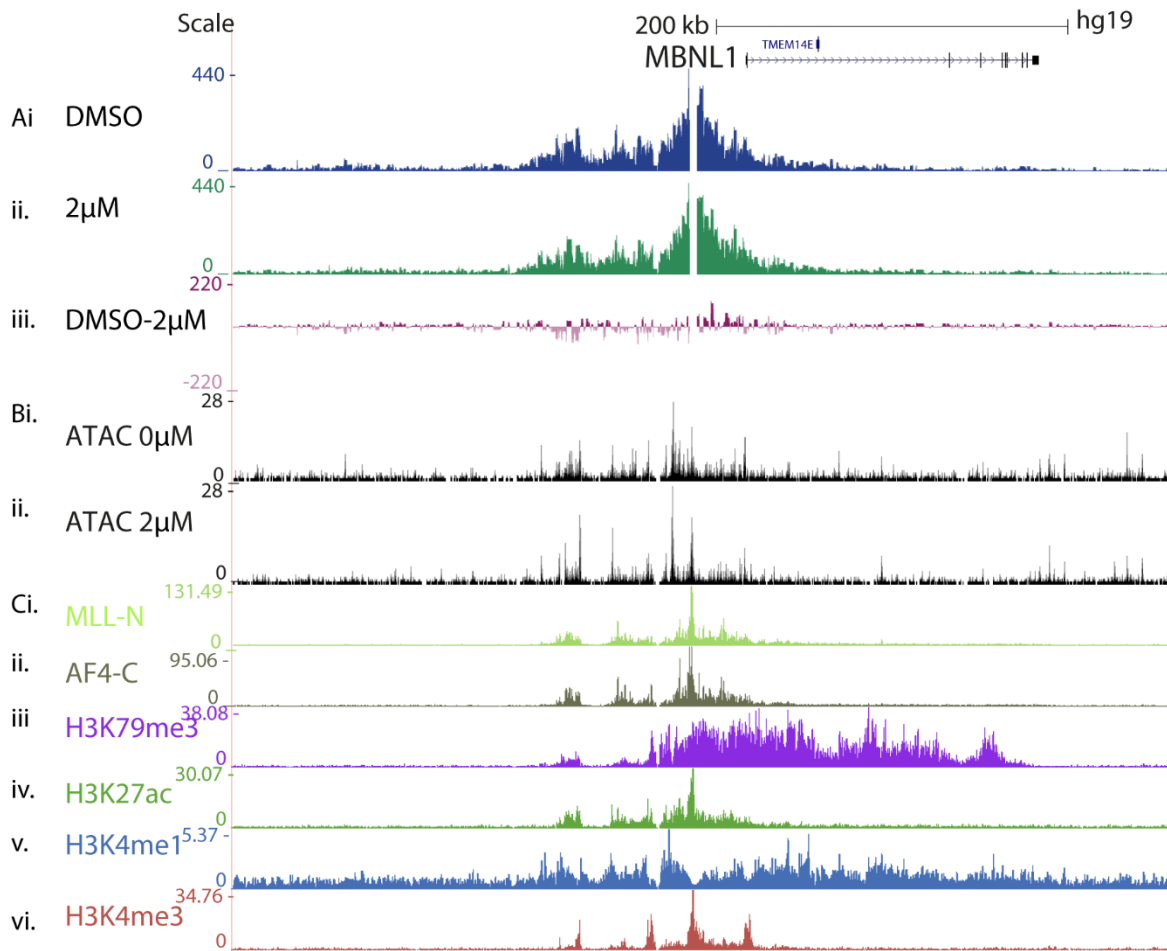 Scale 200 kb hg19
TMEM14E
MBNL1
440 -
Ai DMSO
0 _
440 -
ii. 2µM
0 _
220 -
iii. DMSO-2µM
-220 _
28 -
Bi. ATAC 0µM
0 _
28 -
ii. ATAC 2µM
0 _
131.49 -
Ci. MLL-N
0 _
95.06 -
ii. AF4-C
0 _
38.08 -
iii H3K79me3
0 _
30.07 -
iv. H3K27ac
0 _
5.37 -
v. H3K4me1
0 _
34.76 -
vi. H3K4me3
0 _